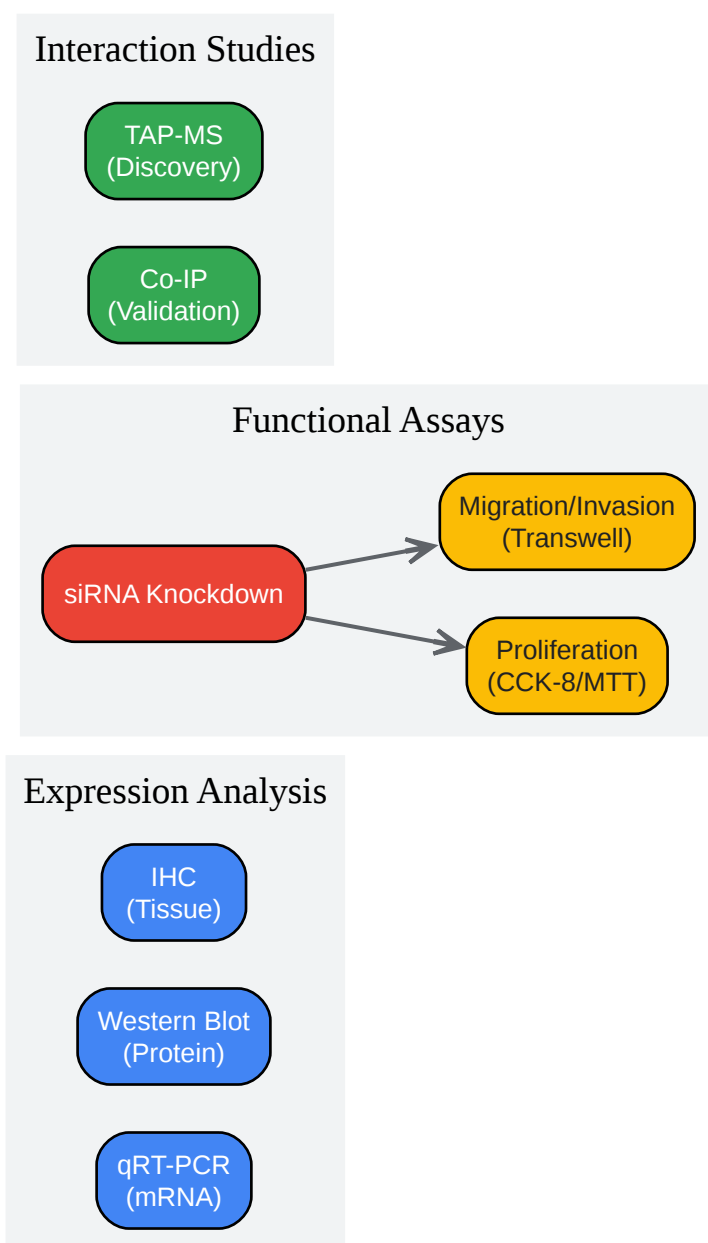 Interaction Studies
TAP-MS
(Discovery)
Co-IP
(Validation)
Functional Assays
siRNA Knockdown
Migration/Invasion
(Transwell)
Proliferation
(CCK-8/MTT)
Expression Analysis
IHC
(Tissue)
Western Blot
(Protein)
qRT-PCR
(mRNA)